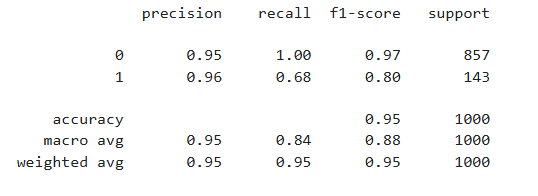 precision recall f1-score support
0 0.95 1.00 0.97 857
1 0.96 0.68 0.80 143
accuracy 0.95 1000
macro avg 0.95 0.84 0.88 1000
weighted avg 0.95 0.95 0.95 1000